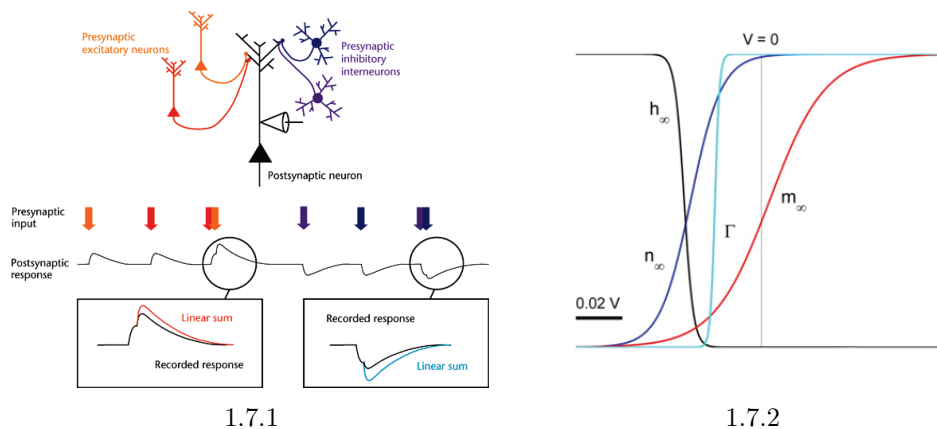 Presynaptic
excitatory neurons
Presynaptic
inhibitory
interneurons
Postsynaptic neuron
Presynaptic
input
Postsynaptic
response
Linear sum
Recorded response
Recorded response
Linear sum
1.7.1
V = 0
h∞
m∞
Γ
n∞
0.02 V
1.7.2